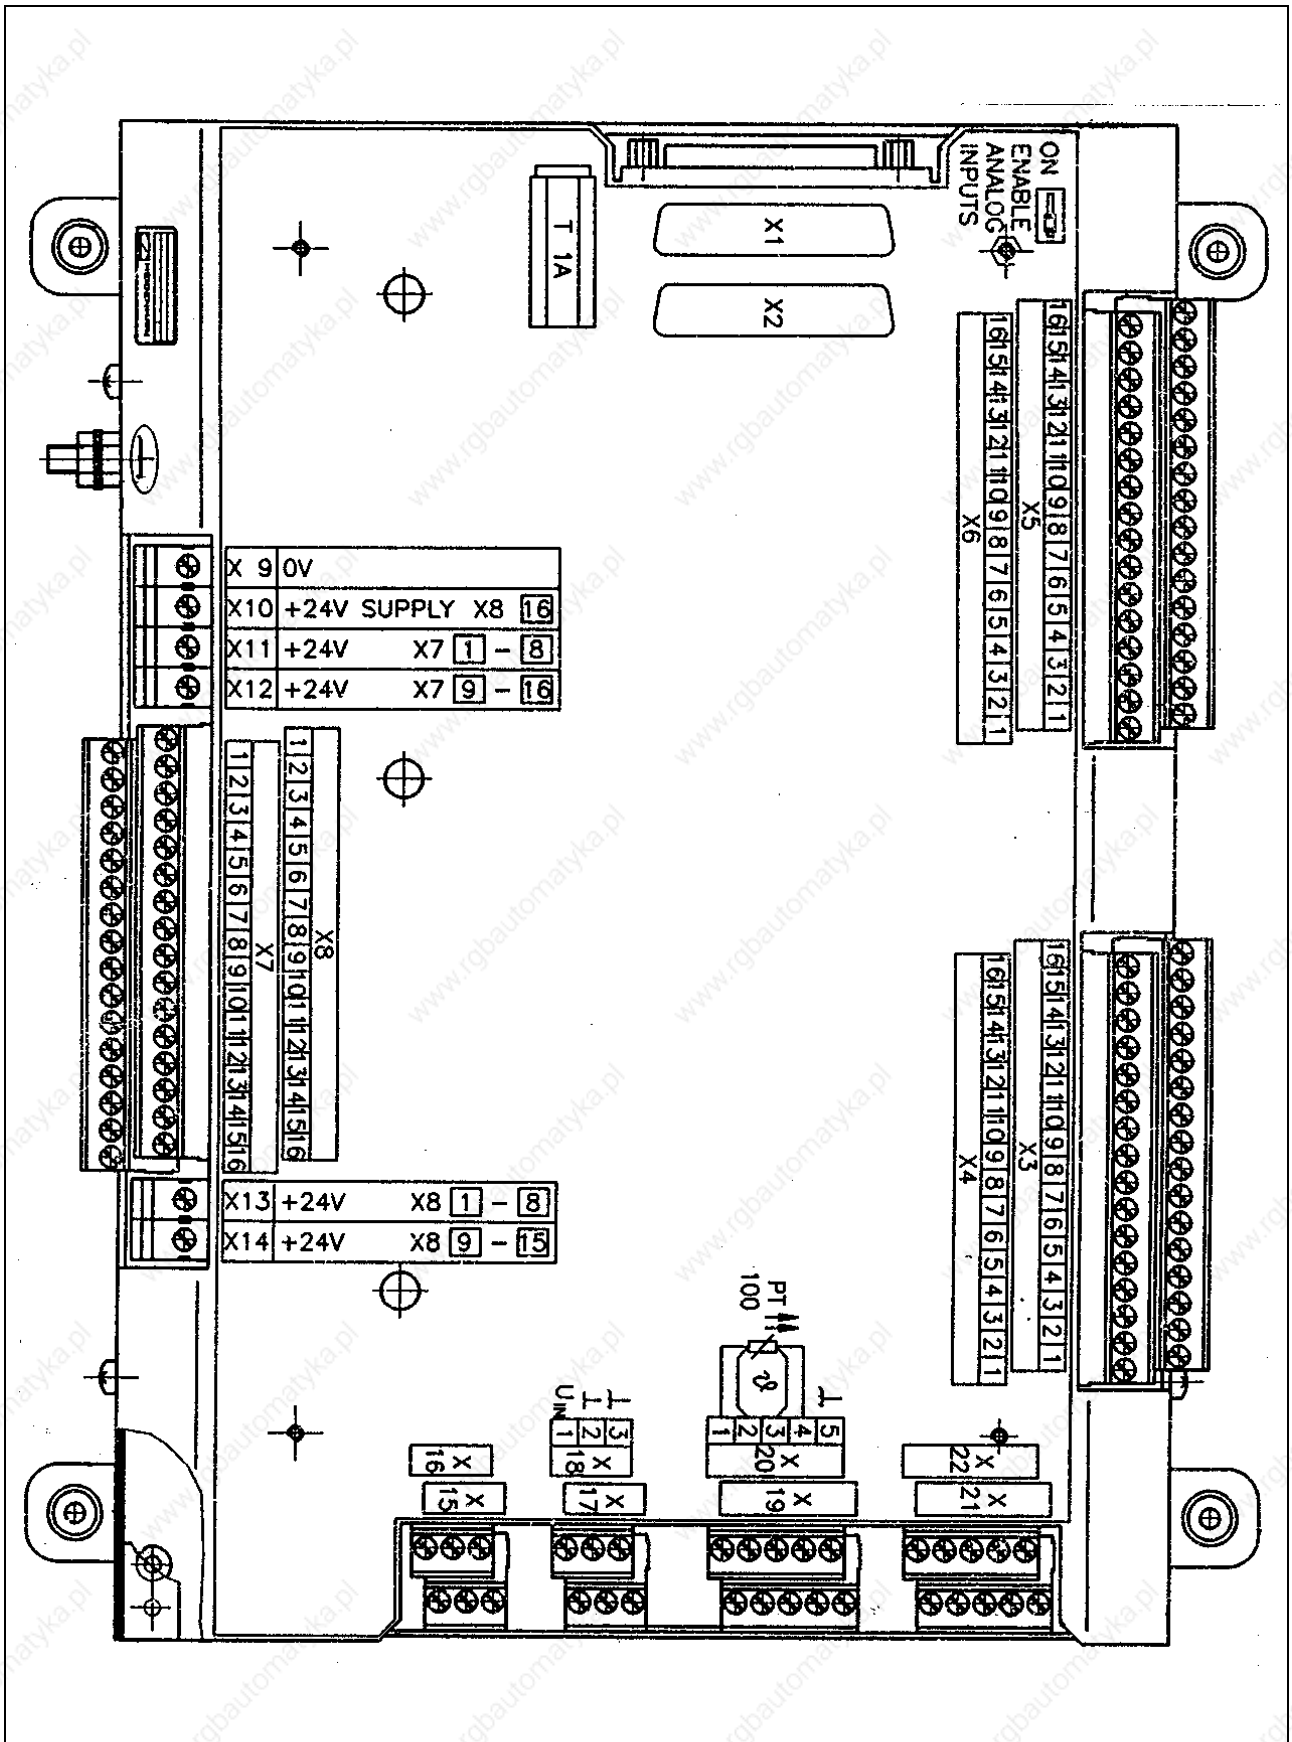 ON
ENABLE
ANALOG
INPUTS
T 1A
X1
X2
16 15 14 13 12 11 10 9 8 7 6 5 4 3 2 1
X5
16 15 14 13 12 11 10 9 8 7 6 5 4 3 2 1
X6
X 9 0V
X10 +24V SUPPLY X8 16
X11 +24V X7 1 - 8
X12 +24V X7 9 - 16
1 2 3 4 5 6 7 8 9 10 11 12 13 14 15 16
X7
1 2 3 4 5 6 7 8 9 10 11 12 13 14 15 16
X8
16 15 14 13 12 11 10 9 8 7 6 5 4 3 2 1
X3
16 15 14 13 12 11 10 9 8 7 6 5 4 3 2 1
X4
X13 +24V X8 1 - 8
X14 +24V X8 9 - 15
PT
100
ϑ
UIN
1 2 3
1 2 3 4 5
X 16
X 18
X 20
X 22
X 15
X 17
X 19
X 21
www.rgbautomatyka.pl